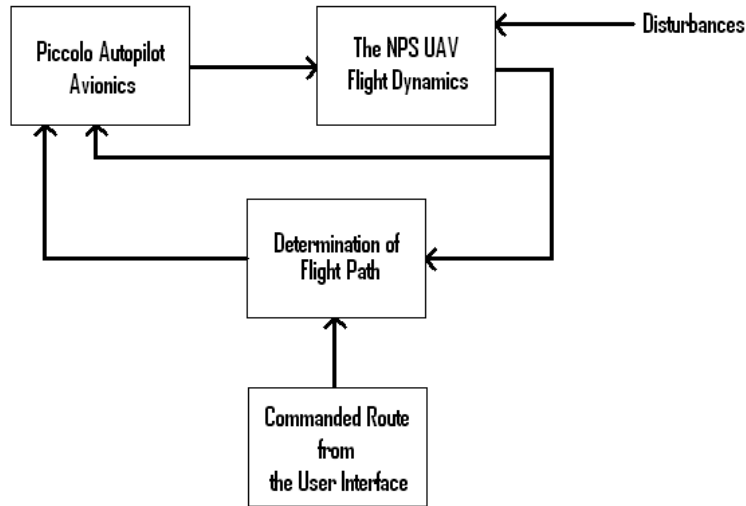 Piccolo Autopilot
Avionics
The NPS UAV
Flight Dynamics
Disturbances
Determination of
Flight Path
Commanded Route
from
the User Interface